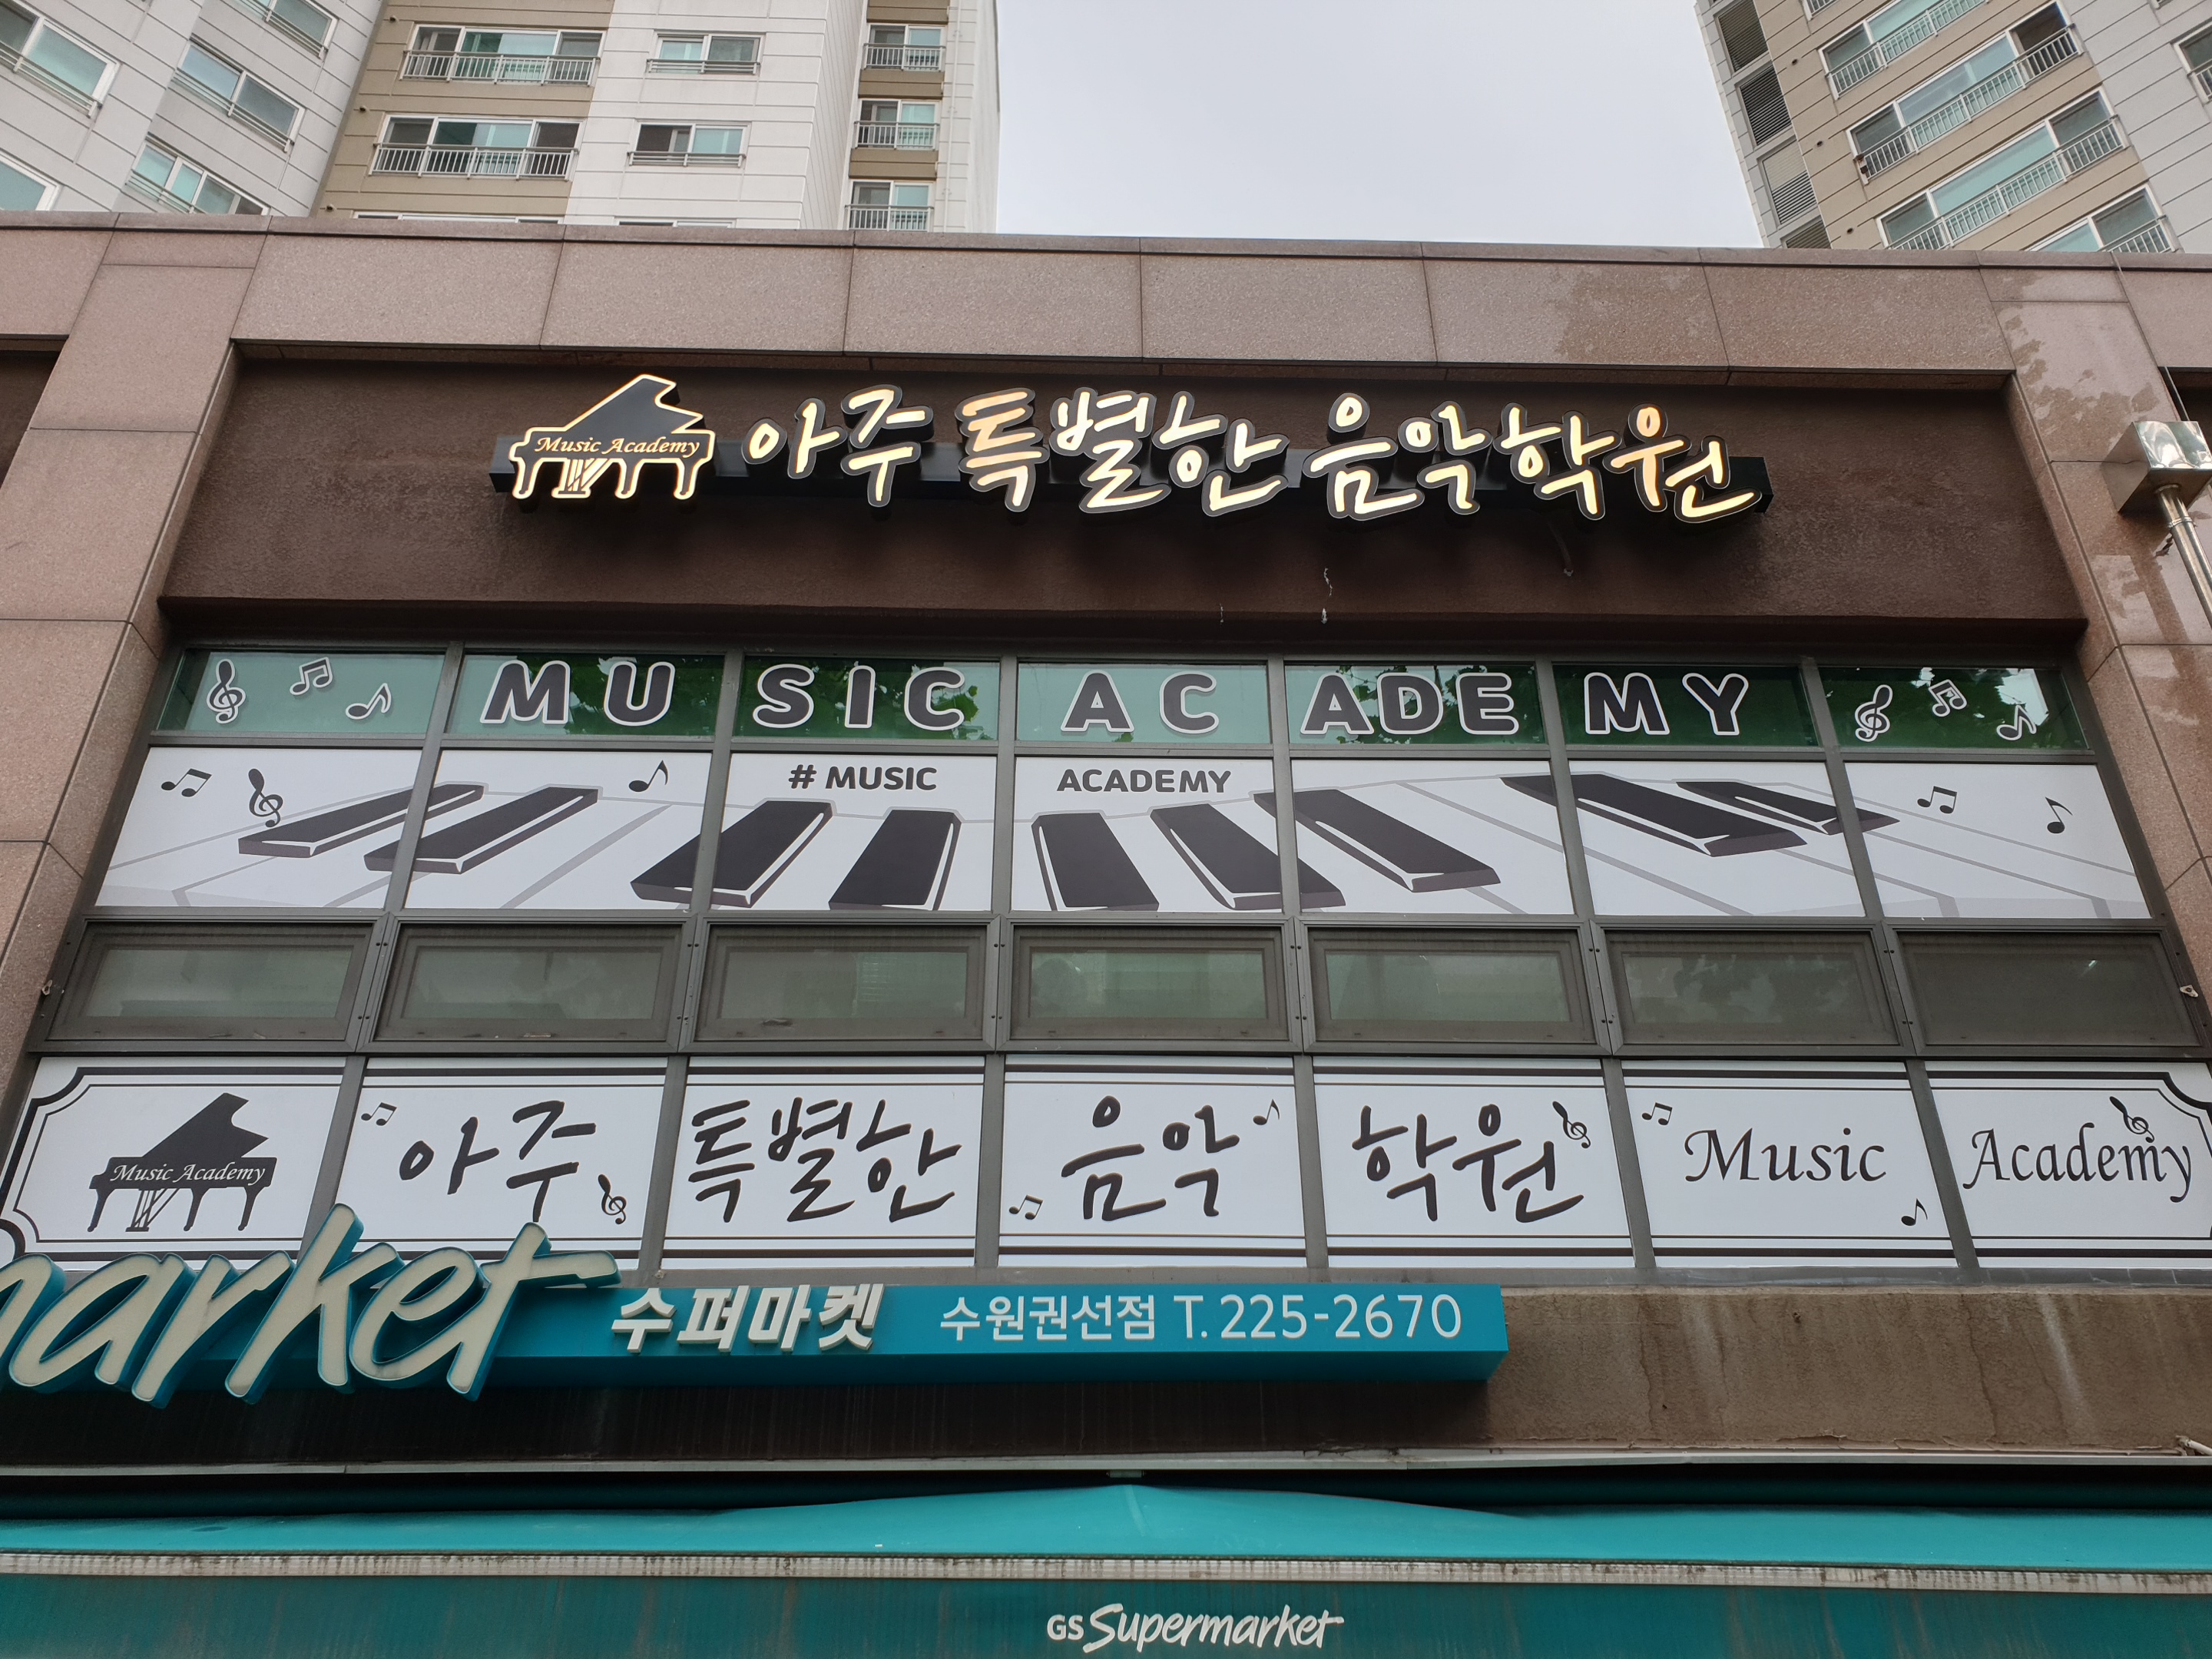 Music Academy
아주 특별한 음악학원
MUSIC ACADEMY
# MUSIC ACADEMY
Music Academy
아주 특별한 음악 학원 Music Academy
수퍼마켓 수원권선점 T. 225-2670
GS Supermarket